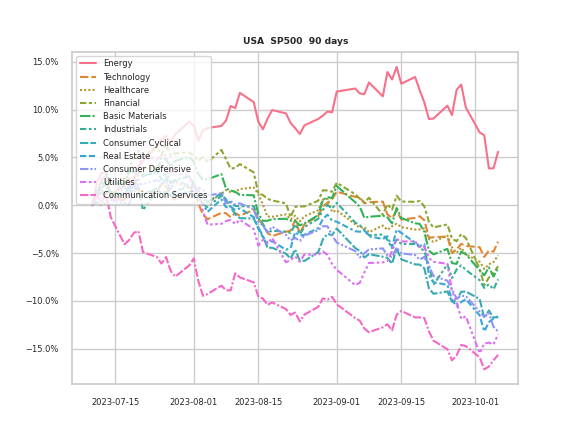 USA SP500 90 days
15.0%
10.0%
5.0%
0.0%
−5.0%
−10.0%
−15.0%
Energy
Technology
Healthcare
Financial
Basic Materials
Industrials
Consumer Cyclical
Real Estate
Consumer Defensive
Utilities
Communication Services
2023-07-15
2023-08-01
2023-08-15
2023-09-01
2023-09-15
2023-10-01